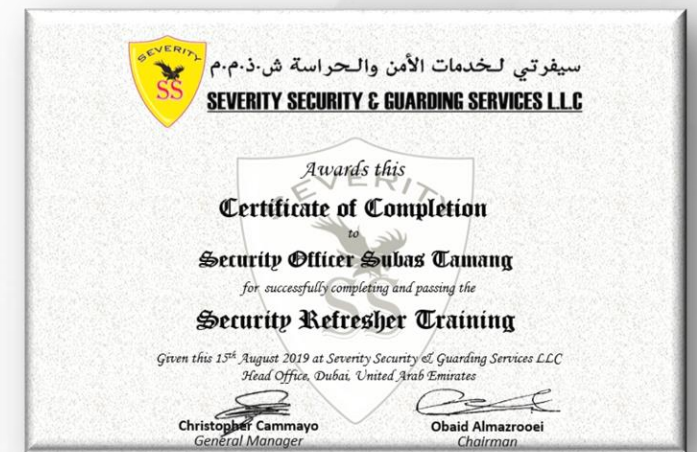 SEVERITY
SS
سيفرتي لخدمات الأمن والحراسة ش.ذ.م.م
SEVERITY SECURITY & GUARDING SERVICES L.L.C
SEVERITY
SS
Awards this
Certificate of Completion
to
Security Officer Subas Tamang
for successfully completing and passing the
Security Refresher Training
Given this 15th August 2019 at Severity Security & Guarding Services LLC
Head Office, Dubai, United Arab Emirates
Christopher Cammayo
General Manager
Obaid Almazrooei
Chairman